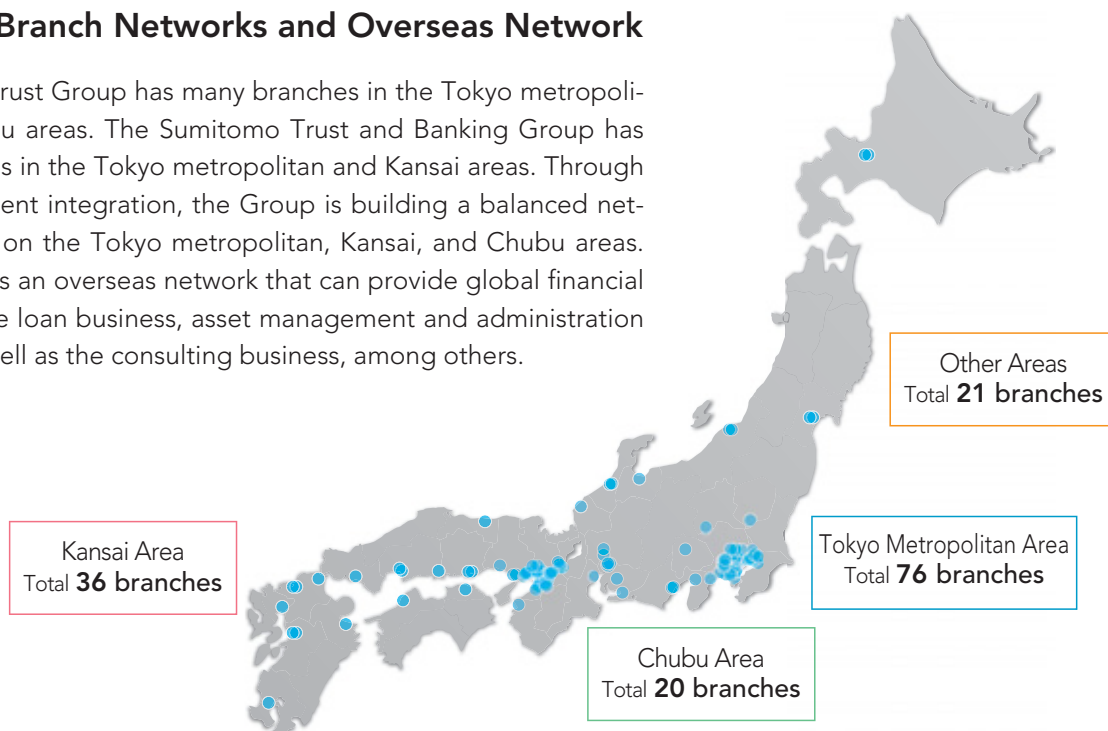 Branch Networks and Overseas Network
rust Group has many branches in the Tokyo metropoli-
u areas. The Sumitomo Trust and Banking Group has
s in the Tokyo metropolitan and Kansai areas. Through
ent integration, the Group is building a balanced net-
on the Tokyo metropolitan, Kansai, and Chubu areas.
s an overseas network that can provide global financial
e loan business, asset management and administration
ell as the consulting business, among others.
Other Areas
Total 21 branches
Kansai Area
Total 36 branches
Tokyo Metropolitan Area
Total 76 branches
Chubu Area
Total 20 branches